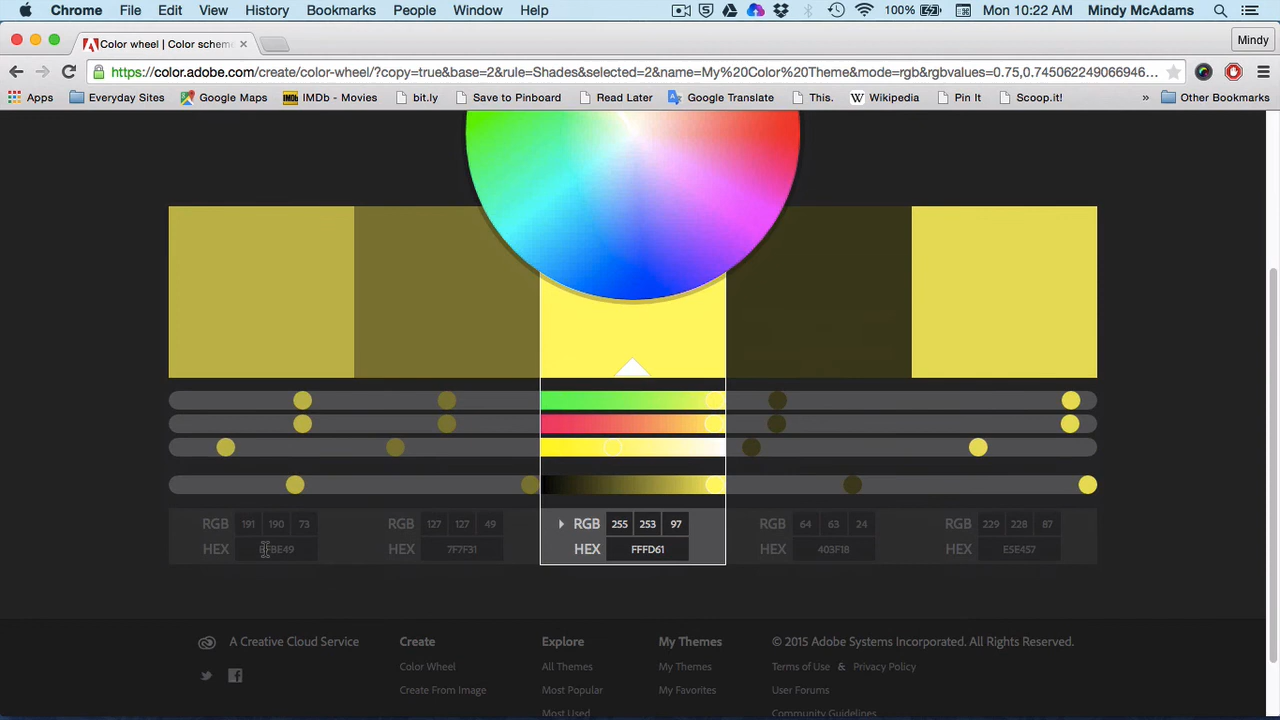 Chrome File Edit View History Bookmarks People Window Help 100% Mon 10:22 AM Mindy McAdams
Color wheel | Color schem Mindy
https://color.adobe.com/create/color-wheel/?copy=true&base=2&rule=Shades&selected=2&name=My%20Color%20Theme&mode=rgb&rgbvalues=0.75,0.745062249066946...
Apps Everyday Sites Google Maps IMDb - Movies bit.ly Save to Pinboard Read Later Google Translate This. Wikipedia Pin It Scoop.it! » Other Bookmarks
RGB 191 190 73 RGB 127 127 49 RGB 255 253 97 RGB 64 63 24 RGB 229 228 87
HEX BFBE49 HEX 7F7F31 HEX FFFD61 HEX 403F18 HEX E5E457
A Creative Cloud Service Create Explore My Themes © 2015 Adobe Systems Incorporated. All Rights Reserved.
Color Wheel All Themes My Themes Terms of Use & Privacy Policy
Create From Image Most Popular My Favorites User Forums
Most Used Community Guidelines